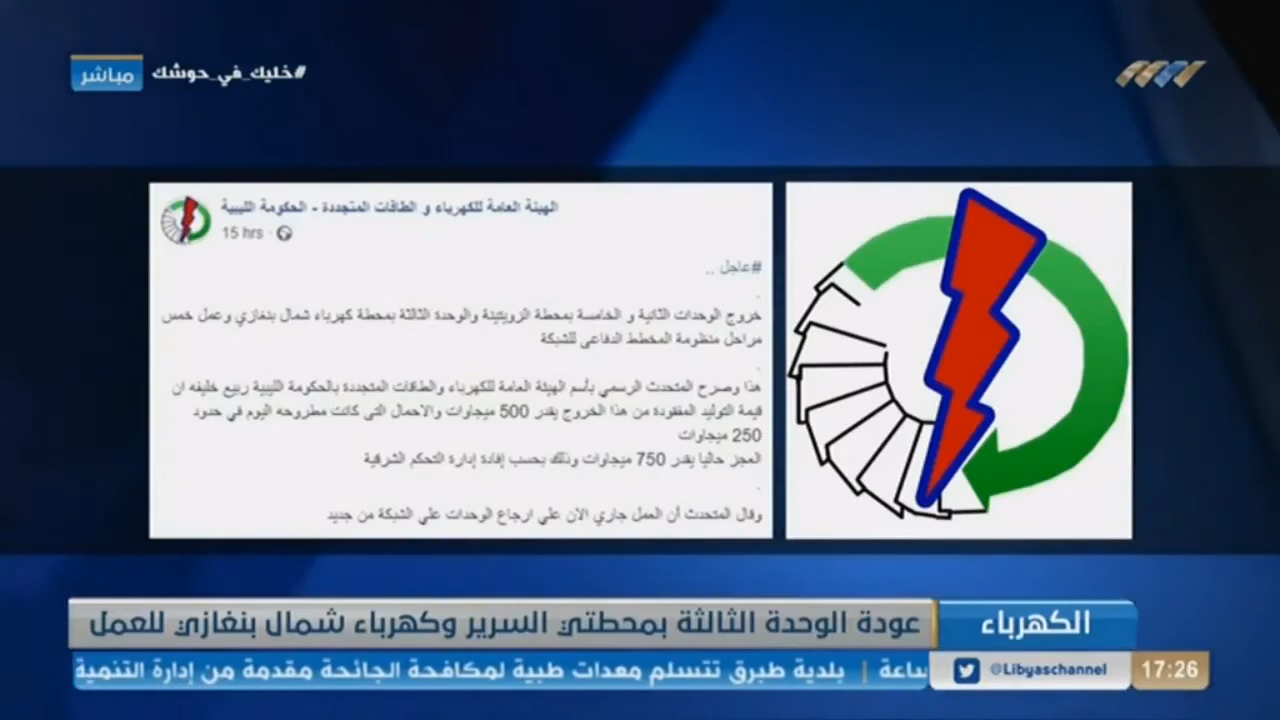 مباشر #خليك_في_حوشك
الهيئة العامة للكهرباء و الطاقات المتجددة - الحكومة الليبية
15 hrs ·
#عاجل ..
.
خروج الوحدات الثانية و الخامسة بمحطة الزويتينة والوحدة الثالثة بمحطة كهرباء شمال بنغازي وعمل خمس
مراحل منظومة المخطط الدفاعي للشبكة
.
هذا وصرح المتحدث الرسمي بأسم الهيئة العامة للكهرباء والطاقات المتجددة بالحكومة الليبية ربيع خليفه ان
قيمة التوليد المفقودة من هذا الخروج يقدر 500 ميجاوات والاحمال التى كانت مطروحه اليوم في حدود
250 ميجاوات
العجز حاليا يقدر 750 ميجاوات وذلك بحسب إفادة إدارة التحكم الشرقية
.
وقال المتحدث أن العمل جاري الان علي ارجاع الوحدات علي الشبكة من جديد
الكهرباء
عودة الوحدة الثالثة بمحطتي السرير وكهرباء شمال بنغازي للعمل
17:26
@Libyaschannel
ساعة | بلدية طبرق تتسلم معدات طبية لمكافحة الجائحة مقدمة من إدارة التنمية